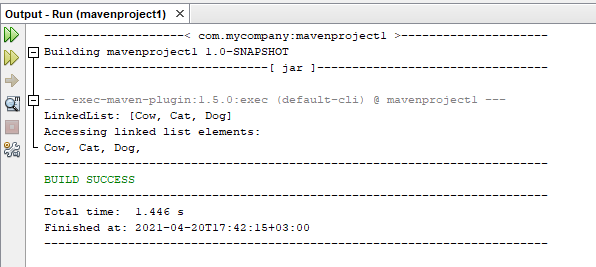 Output - Run (mavenproject1) ×
--------------------< com.mycompany:mavenproject1 >---------------------
Building mavenproject1 1.0-SNAPSHOT
--------------------------------[ jar ]---------------------------------
--- exec-maven-plugin:1.5.0:exec (default-cli) @ mavenproject1 ---
LinkedList: [Cow, Cat, Dog]
Accessing linked list elements:
Cow, Cat, Dog,
------------------------------------------------------------------------
BUILD SUCCESS
------------------------------------------------------------------------
Total time:  1.446 s
Finished at: 2021-04-20T17:42:15+03:00
------------------------------------------------------------------------